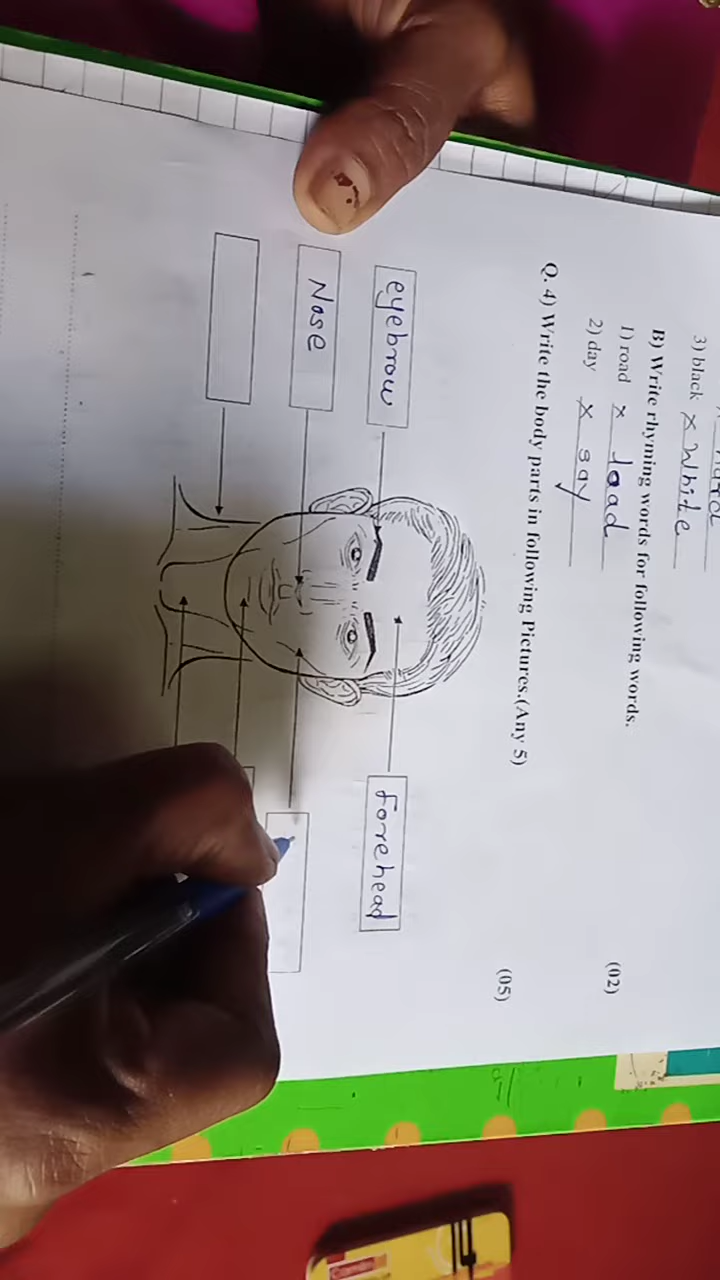 3) black x White
B) Write rhyming words for following words. (02)
1) road x load
2) day x say
Q. 4) Write the body parts in following Pictures.(Any 5) (05)
eyebrow
forehead
Nose